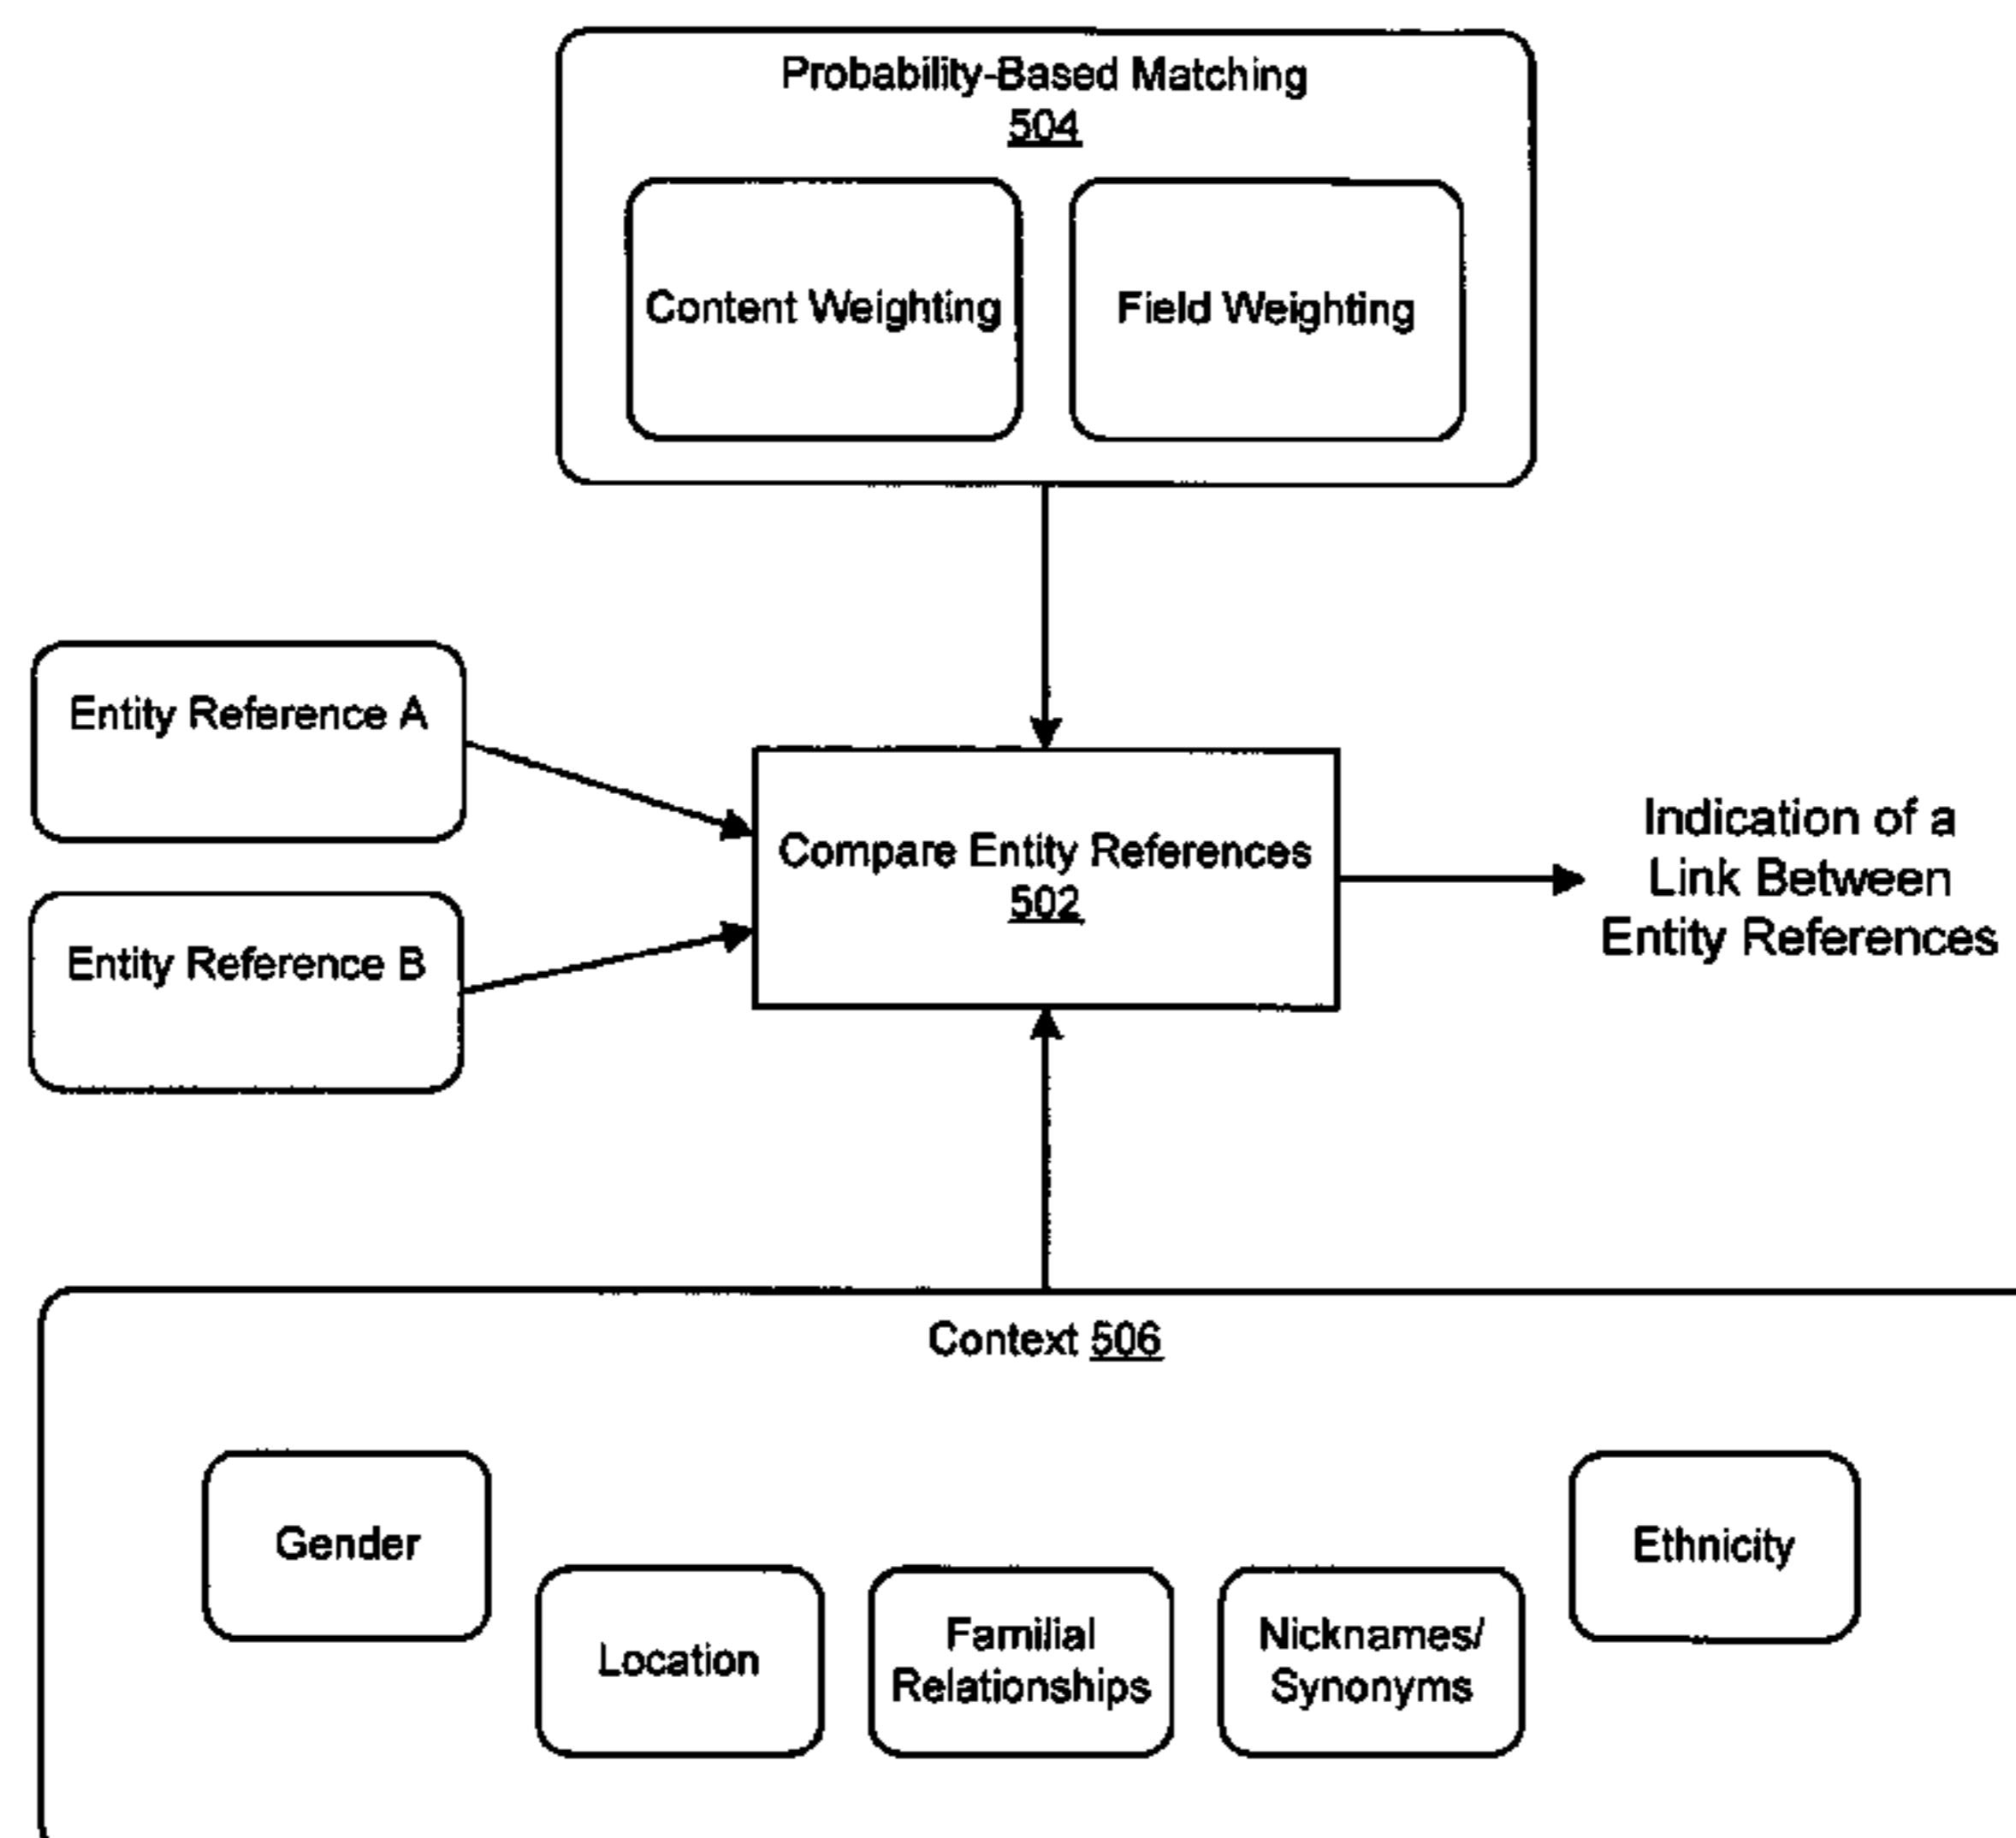 Probability-Based Matching
504
Content Weighting
Field Weighting
Entity Reference A
Entity Reference B
Compare Entity References
502
Indication of a
Link Between
Entity References
Context 506
Gender
Location
Familial
Relationships
Nicknames/
Synonyms
Ethnicity